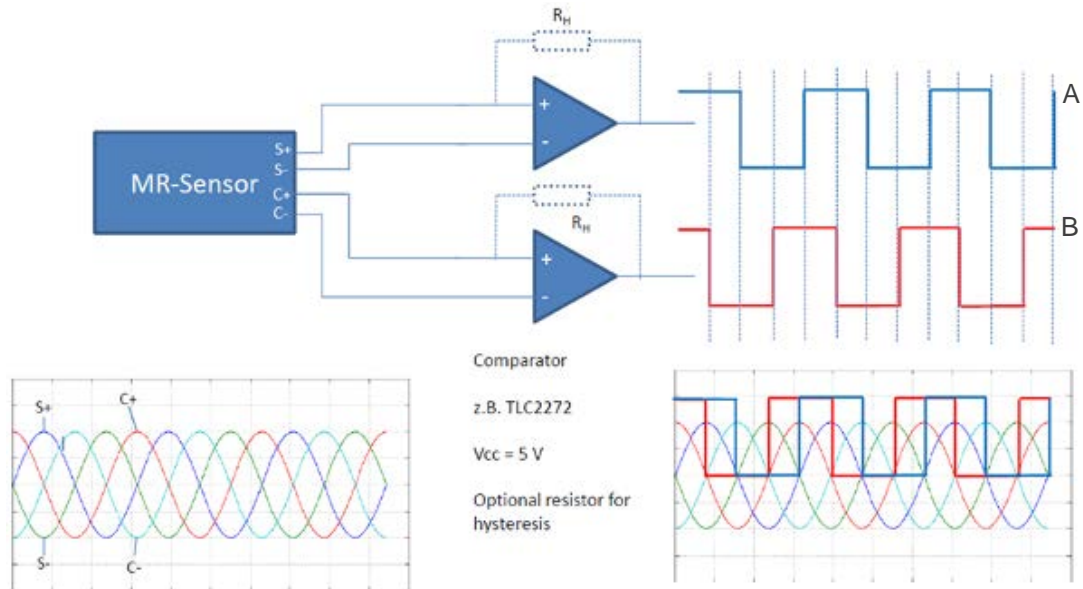 R_H
A
S+
MR-Sensor
S-
C+
C-
+
-
R_H
B
+
-
Comparator
z.B. TLC2272
Vcc = 5 V
Optional resistor for
hysteresis
S+
C+
S-
C-